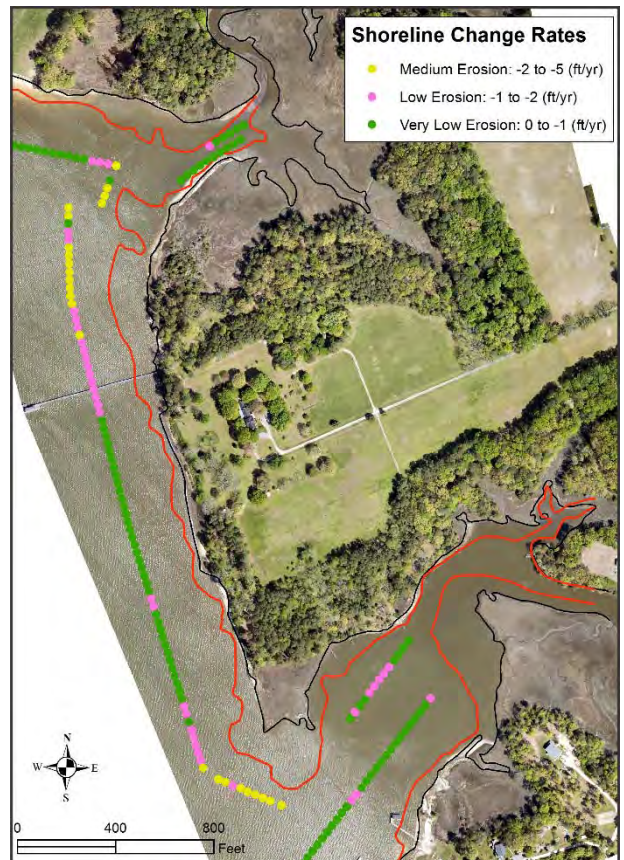 Shoreline Change Rates
Medium Erosion: -2 to -5 (ft/yr)
Low Erosion: -1 to -2 (ft/yr)
Very Low Erosion: 0 to -1 (ft/yr)
N
W E
S
0 400 800
Feet